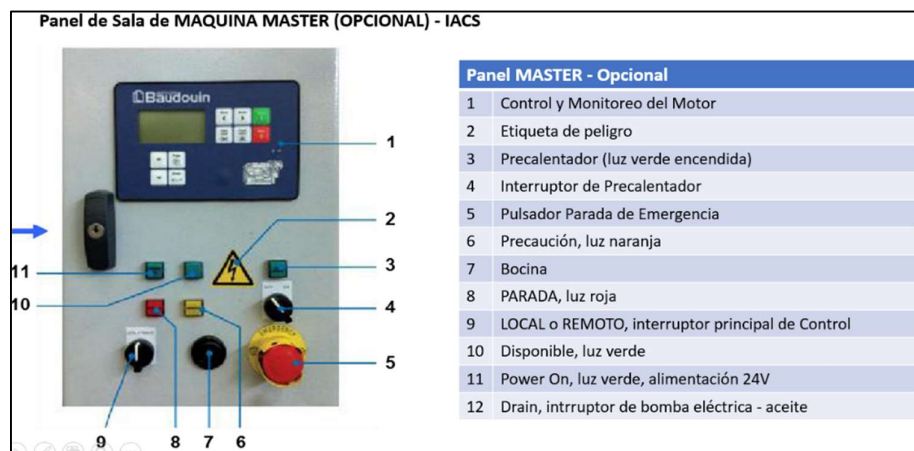 Panel de Sala de MAQUINA MASTER (OPCIONAL) - IACS
Baudouin
1
2
3
4
5
11
10
9
8
7
6
EMERGENCY
Panel MASTER - Opcional
1 Control y Monitoreo del Motor
2 Etiqueta de peligro
3 Precalentador (luz verde encendida)
4 Interruptor de Precalentador
5 Pulsador Parada de Emergencia
6 Precaución, luz naranja
7 Bocina
8 PARADA, luz roja
9 LOCAL o REMOTO, interruptor principal de Control
10 Disponible, luz verde
11 Power On, luz verde, alimentación 24V
12 Drain, intrruptor de bomba eléctrica - aceite